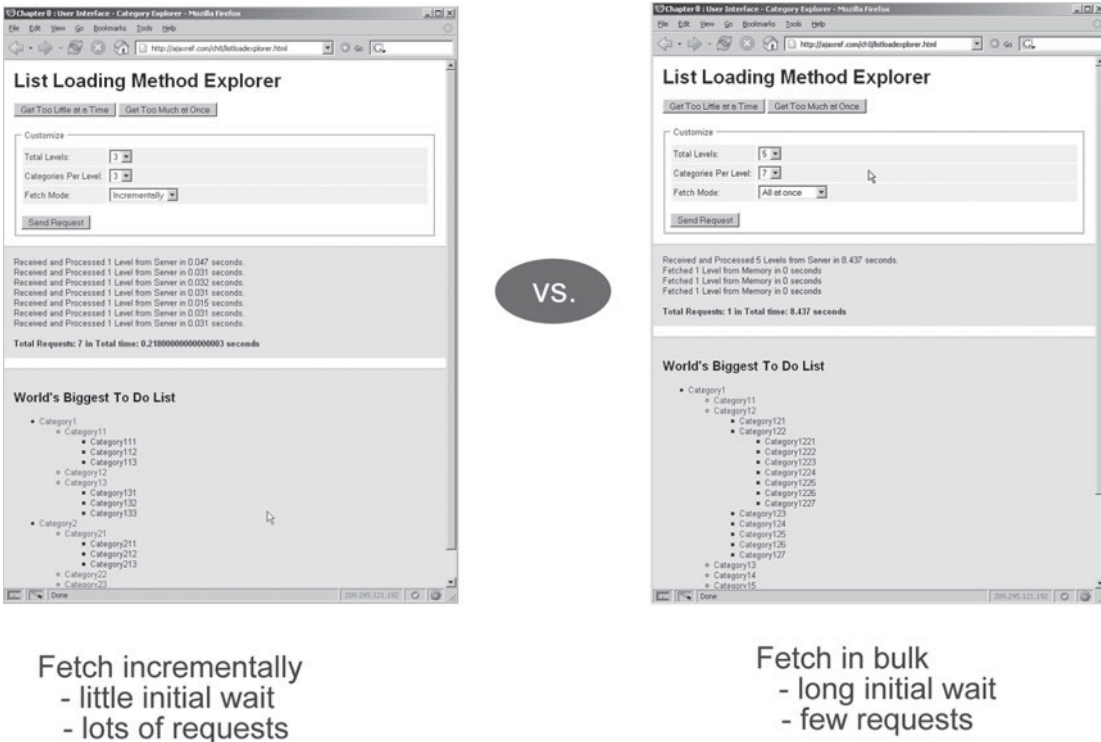 Chapter 8 : User Interface - Category Explorer - Mozilla Firefox
File Edit View Go Bookmarks Tools Help
http://ajaxref.com/ch8/listloadexplorer.html
Go
List Loading Method Explorer
Get Too Little at a Time
Get Too Much at Once
Customize
Total Levels: 3
Categories Per Level: 3
Fetch Mode: Incrementally
Send Request
Received and Processed 1 Level from Server in 0.047 seconds.
Received and Processed 1 Level from Server in 0.031 seconds.
Received and Processed 1 Level from Server in 0.032 seconds.
Received and Processed 1 Level from Server in 0.031 seconds.
Received and Processed 1 Level from Server in 0.015 seconds.
Received and Processed 1 Level from Server in 0.031 seconds.
Received and Processed 1 Level from Server in 0.031 seconds.
Total Requests: 7 in Total time: 0.21800000000000003 seconds
World's Biggest To Do List
Category1
Category11
Category111
Category112
Category113
Category12
Category13
Category131
Category132
Category133
Category2
Category21
Category211
Category212
Category213
Category22
Category23
Done
209.245.121.192
Fetch incrementally
- little initial wait
- lots of requests
vs.
Chapter 8 : User Interface - Category Explorer - Mozilla Firefox
File Edit View Go Bookmarks Tools Help
http://ajaxref.com/ch8/listloadexplorer.html
Go
List Loading Method Explorer
Get Too Little at a Time
Get Too Much at Once
Customize
Total Levels: 5
Categories Per Level: 7
Fetch Mode: All at once
Send Request
Received and Processed 5 Levels from Server in 8.437 seconds.
Fetched 1 Level from Memory in 0 seconds
Fetched 1 Level from Memory in 0 seconds
Fetched 1 Level from Memory in 0 seconds
Total Requests: 1 in Total time: 8.437 seconds
World's Biggest To Do List
Category1
Category11
Category12
Category121
Category122
Category1221
Category1222
Category1223
Category1224
Category1225
Category1226
Category1227
Category123
Category124
Category125
Category126
Category127
Category13
Category14
Category15
Done
209.245.121.192
Fetch in bulk
- long initial wait
- few requests